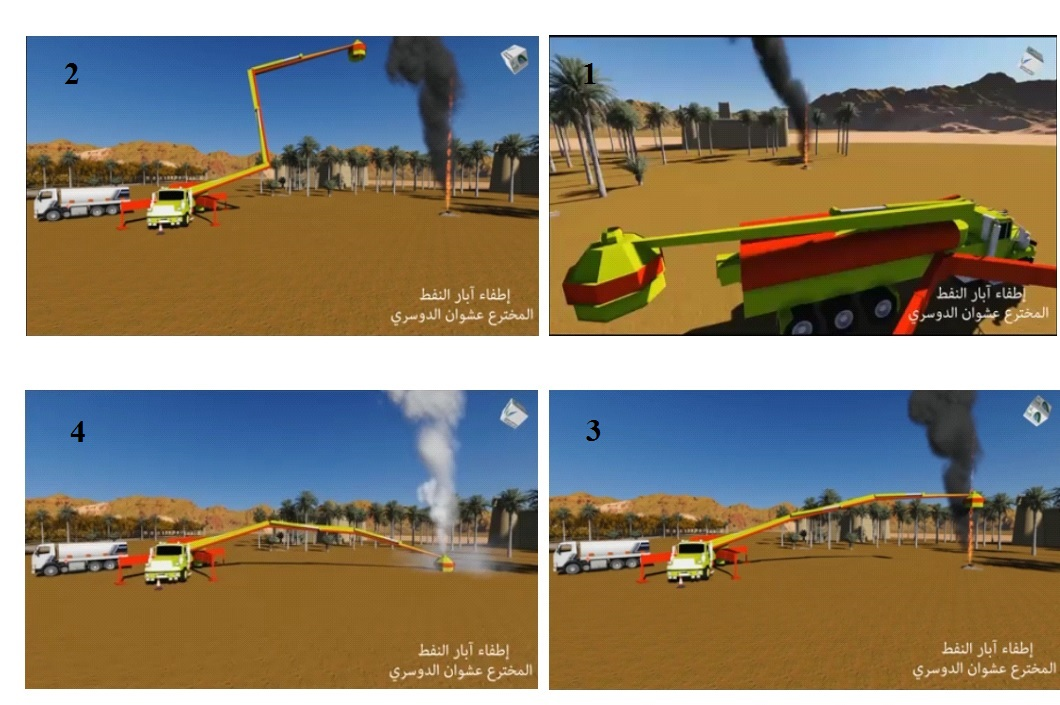 2
إطفاء آبار النفط
المخترع عشوان الدوسري
1
إطفاء آبار النفط
المخترع عشوان الدوسري
4
إطفاء آبار النفط
المخترع عشوان الدوسري
3
إطفاء آبار النفط
المخترع عشوان الدوسري